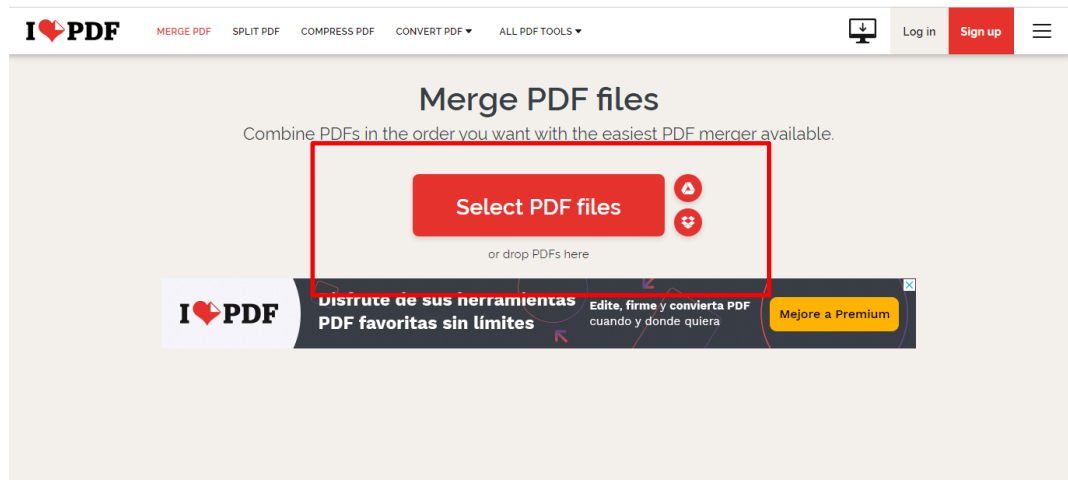 I PDF
MERGE PDF SPLIT PDF COMPRESS PDF CONVERT PDF ALL PDF TOOLS Log in Sign up
Merge PDF files
Combine PDFs in the order you want with the easiest PDF merger available.
Select PDF files
or drop PDFs here
I PDF
Disfrute de sus herramientas
PDF favoritas sin límites
Edite, firme y convierta PDF
cuando y donde quiera
Mejore a Premium